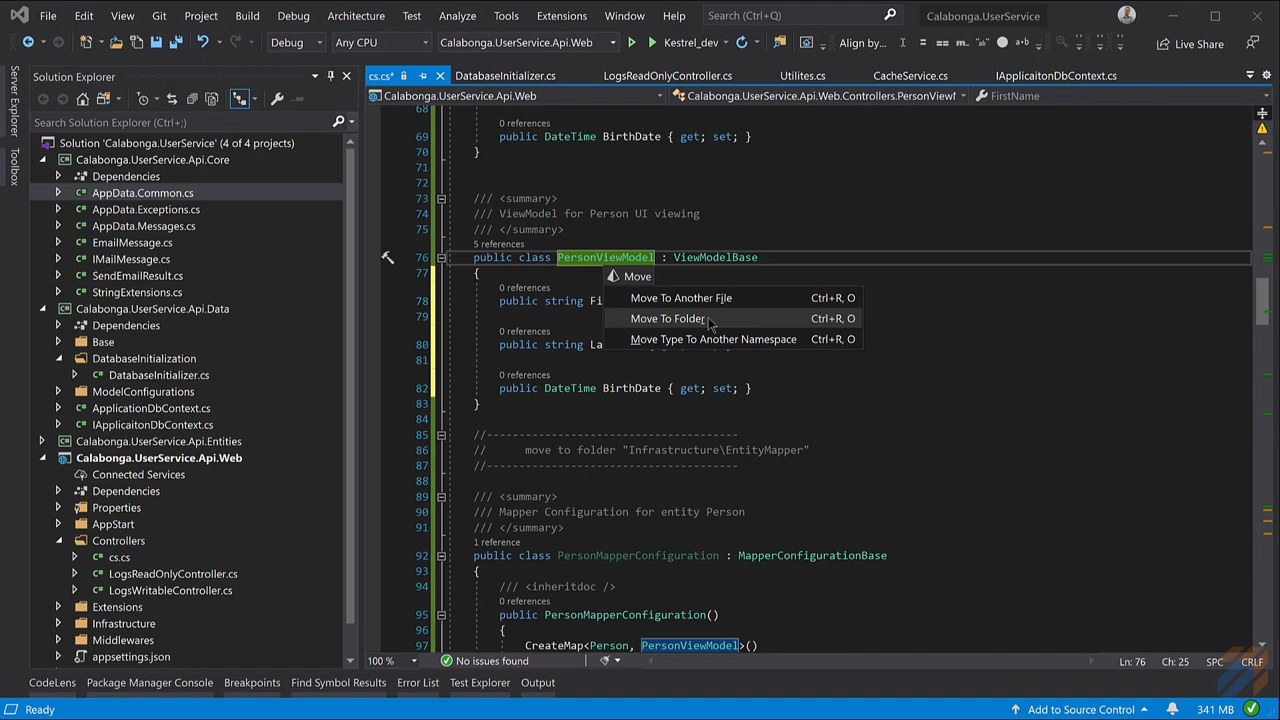 File Edit View Git Project Build Debug Architecture Test Analyze Tools Extensions Window Help Search (Ctrl+Q) Calabonga.UserService
Debug Any CPU Calabonga.UserService.Api.Web Kestrel_dev Align by... Live Share
Server Explorer
Toolbox
Solution Explorer
Search Solution Explorer (Ctrl+;)
Solution 'Calabonga.UserService' (4 of 4 projects)
Calabonga.UserService.Api.Core
Dependencies
AppData.Common.cs
AppData.Exceptions.cs
AppData.Messages.cs
EmailMessage.cs
IMailMessage.cs
SendEmailResult.cs
StringExtensions.cs
Calabonga.UserService.Api.Data
Dependencies
Base
DatabaseInitialization
DatabaseInitializer.cs
ModelConfigurations
ApplicationDbContext.cs
IApplicaitonDbContext.cs
Calabonga.UserService.Api.Entities
Calabonga.UserService.Api.Web
Connected Services
Dependencies
Properties
AppStart
Controllers
cs.cs
LogsReadOnlyController.cs
LogsWritableController.cs
Extensions
Infrastructure
Middlewares
appsettings.json
cs.cs* DatabaseInitializer.cs LogsReadOnlyController.cs Utilites.cs CacheService.cs IApplicaitonDbContext.cs
Calabonga.UserService.Api.Web Calabonga.UserService.Api.Web.Controllers.PersonViewM FirstName
68
0 references
69 public DateTime BirthDate { get; set; }
70 }
71
72
73 /// <summary>
74 /// ViewModel for Person UI viewing
75 /// </summary>
5 references
76 public class PersonViewModel : ViewModelBase
77 {
Move
0 references
Move To Another File Ctrl+R, O
78 public string Fi
79
Move To Folder Ctrl+R, O
0 references
Move Type To Another Namespace Ctrl+R, O
80 public string La
81
0 references
82 public DateTime BirthDate { get; set; }
83 }
84
85 //--------------------------------------
86 // move to folder "Infrastructure\EntityMapper"
87 //--------------------------------------
88
89 /// <summary>
90 /// Mapper Configuration for entity Person
91 /// </summary>
1 reference
92 public class PersonMapperConfiguration : MapperConfigurationBase
93 {
94 /// <inheritdoc />
0 references
95 public PersonMapperConfiguration()
96 {
97 CreateMap<Person, PersonViewModel>()
100 % No issues found Ln: 76 Ch: 25 SPC CRLF
CodeLens Package Manager Console Breakpoints Find Symbol Results Error List Test Explorer Output
Ready Add to Source Control 341 MB